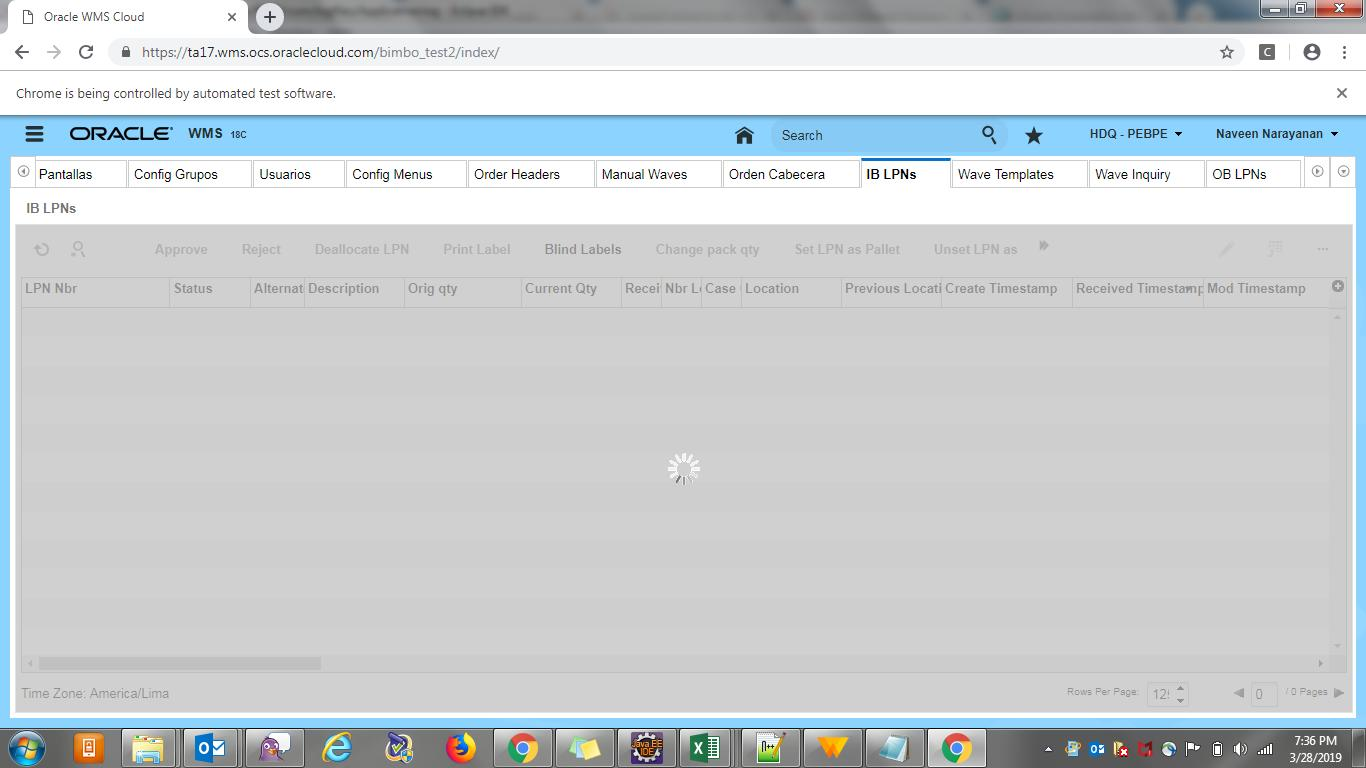 Oracle WMS Cloud
https://ta17.wms.ocs.oraclecloud.com/bimbo_test2/index/
Chrome is being controlled by automated test software.
ORACLE WMS 18C Search HDQ - PEBPE Naveen Narayanan
Pantallas Config Grupos Usuarios Config Menus Order Headers Manual Waves Orden Cabecera IB LPNs Wave Templates Wave Inquiry OB LPNs
IB LPNs
Approve Reject Deallocate LPN Print Label Blind Labels Change pack qty Set LPN as Pallet Unset LPN as
LPN Nbr Status Alternat Description Orig qty Current Qty Recei Nbr L Case Location Previous Locati Create Timestamp Received Timestamp Mod Timestamp
Time Zone: America/Lima Rows Per Page: 125 0 / 0 Pages
7:36 PM
3/28/2019